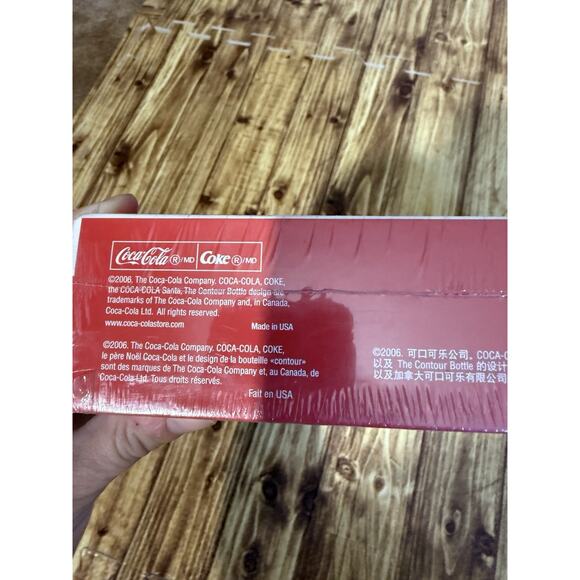 Coca-Cola ®/MD Coke ®/MD
©2006. The Coca-Cola Company. COCA-COLA, COKE,
the COCA-COLA Santa, The Contour Bottle design are
trademarks of The Coca-Cola Company and, in Canada,
Coca-Cola Ltd. All rights reserved.
www.coca-colastore.com Made in USA
©2006. The Coca-Cola Company. COCA-COLA, COKE,
le père Noël Coca-Cola et le design de la bouteille «contour»
sont des marques de The Coca-Cola Company et, au Canada, de
Coca-Cola Ltd. Tous droits réservés.
Fait en USA
©2006. 可口可乐公司. COCA-C
以及 The Contour Bottle 的设计
以及加拿大可口可乐有限公司